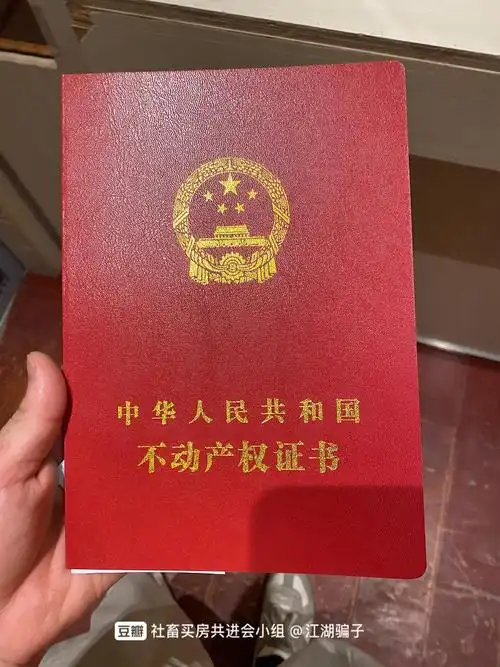 中华人民共和国
不动产权证书
豆瓣 社畜买房共进会小组 @江湖骗子